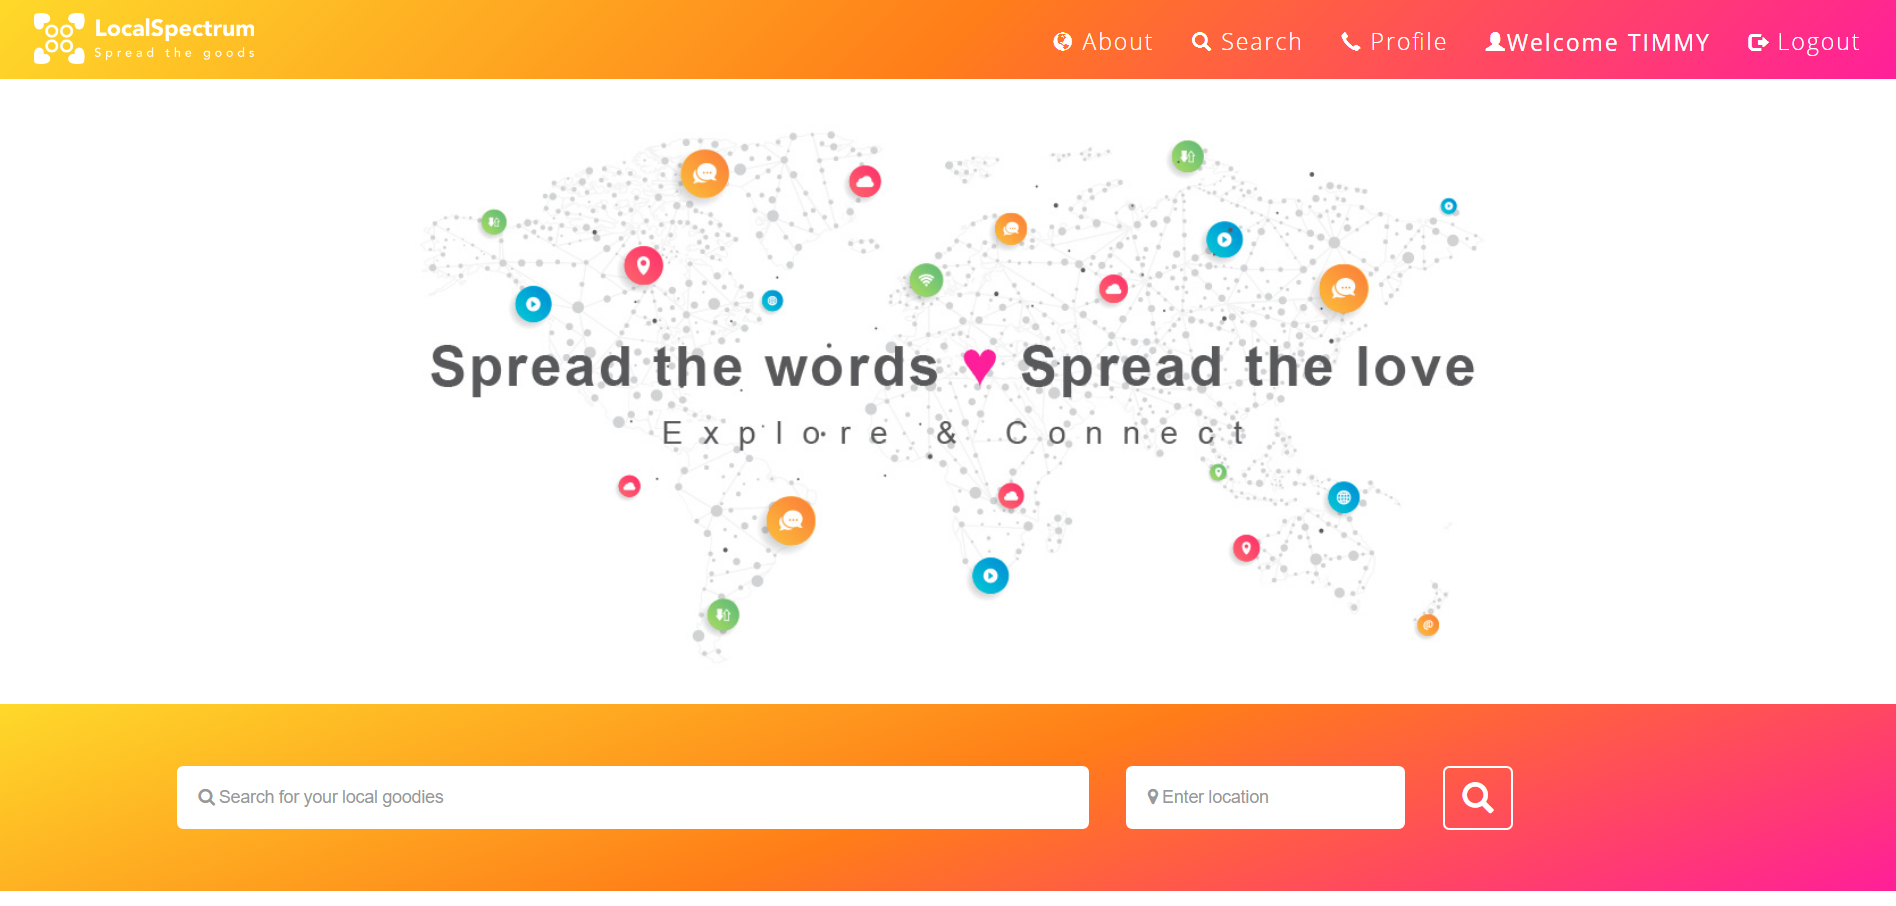 LocalSpectrum
Spread the goods
About Search Profile Welcome TIMMY Logout
Spread the words ♥ Spread the love
Explore & Connect
@
Search for your local goodies
Enter location